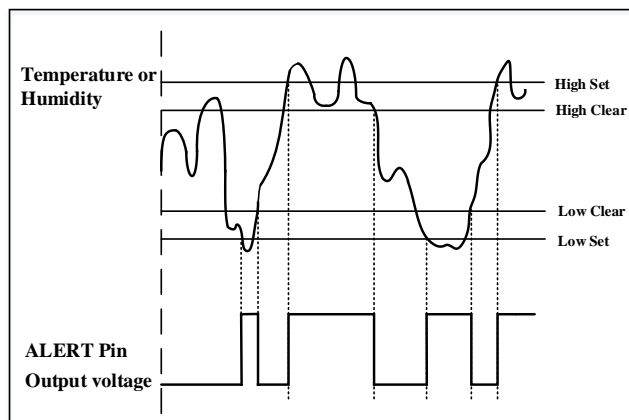 Temperature or
Humidity
High Set
High Clear
Low Clear
Low Set
ALERT Pin
Output voltage